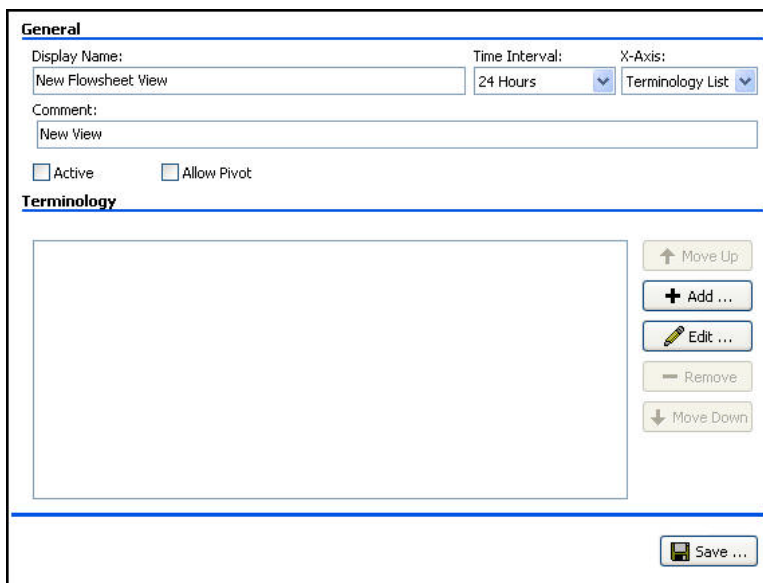 General
Display Name:
Time Interval:
X-Axis:
New Flowsheet View
24 Hours
Terminology List
Comment:
New View
Active
Allow Pivot
Terminology
Move Up
Add ...
Edit ...
Remove
Move Down
Save ...